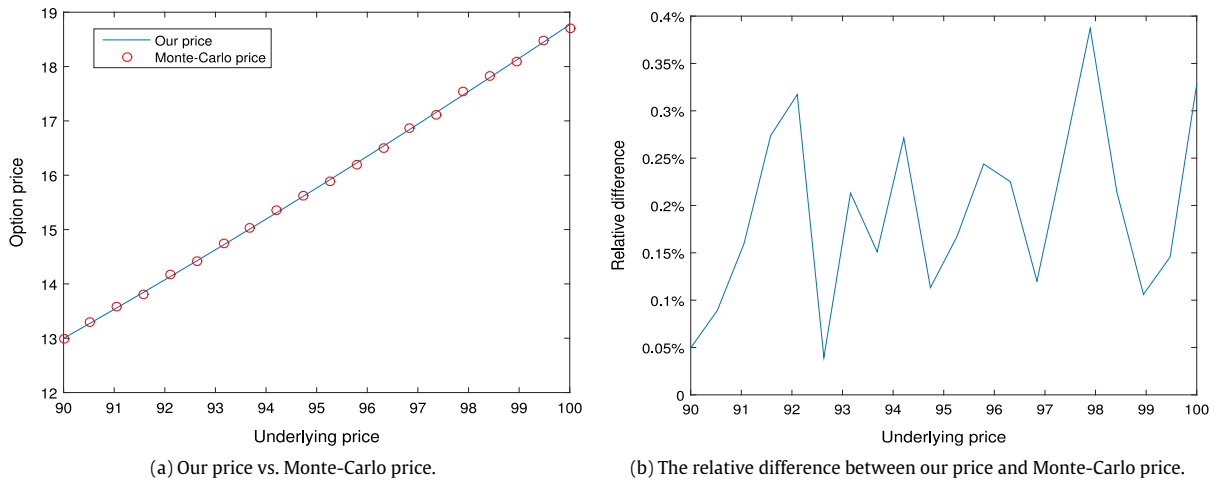 19
18
17
16
15
14
13
12
Option price
Our price
Monte-Carlo price
90 91 92 93 94 95 96 97 98 99 100
Underlying price
(a) Our price vs. Monte-Carlo price.
0.4%
0.35%
0.3%
0.25%
0.2%
0.15%
0.1%
0.05%
0
Relative difference
90 91 92 93 94 95 96 97 98 99 100
Underlying price
(b) The relative difference between our price and Monte-Carlo price.